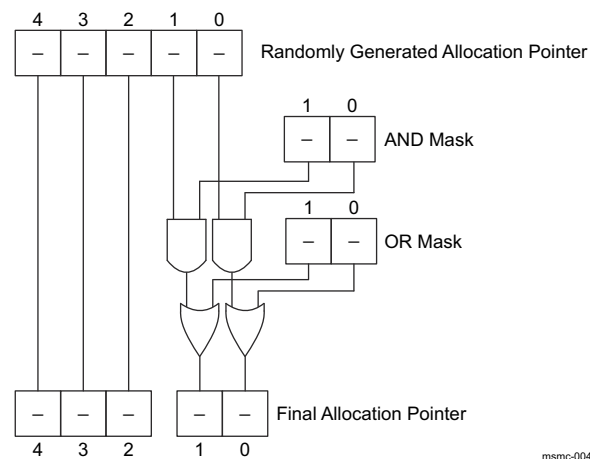 4 3 2 1 0
– – – – –
Randomly Generated Allocation Pointer
1 0
– –
AND Mask
1 0
– –
OR Mask
– – – – –
Final Allocation Pointer
4 3 2 1 0
msmc-004